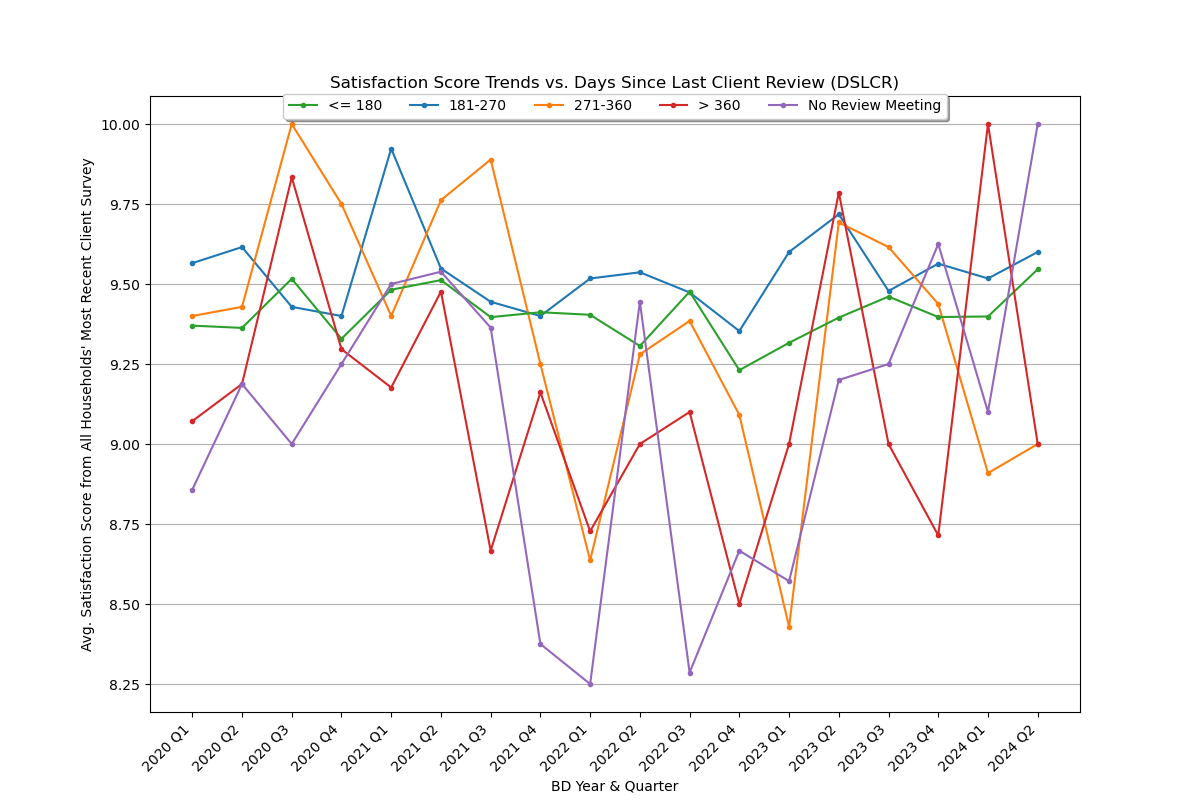 Satisfaction Score Trends vs. Days Since Last Client Review (DSLCR)
<= 180 181-270 271-360 > 360 No Review Meeting
Avg. Satisfaction Score from All Households' Most Recent Client Survey
10.00
9.75
9.50
9.25
9.00
8.75
8.50
8.25
2020 Q1 2020 Q2 2020 Q3 2020 Q4 2021 Q1 2021 Q2 2021 Q3 2021 Q4 2022 Q1 2022 Q2 2022 Q3 2022 Q4 2023 Q1 2023 Q2 2023 Q3 2023 Q4 2024 Q1 2024 Q2
BD Year & Quarter